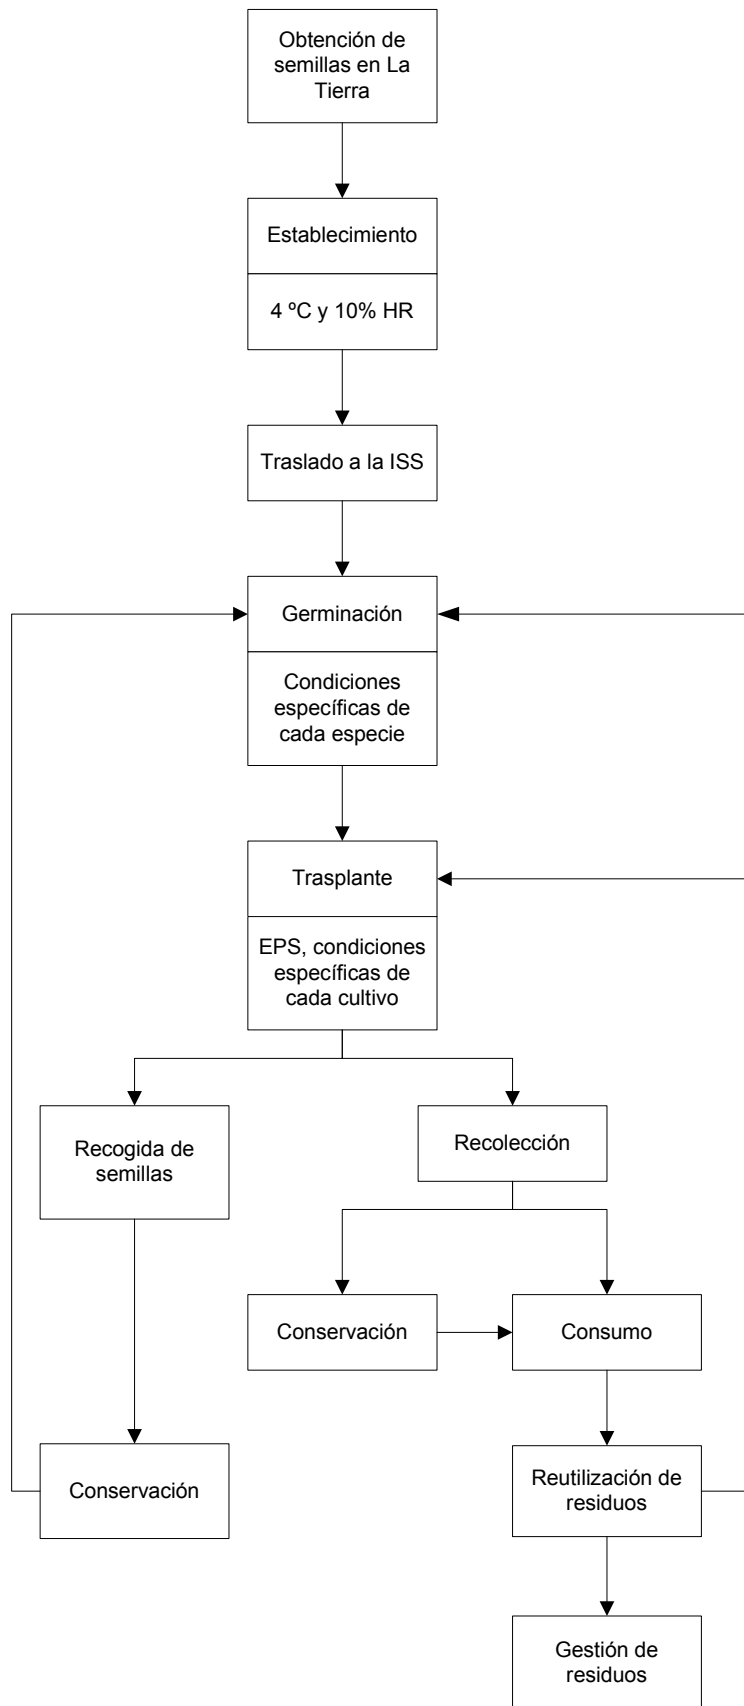 Obtención de
semillas en La
Tierra
Establecimiento
4 ºC y 10% HR
Traslado a la ISS
Germinación
Condiciones
específicas de
cada especie
Trasplante
EPS, condiciones
específicas de
cada cultivo
Recogida de
semillas
Recolección
Conservación
Consumo
Conservación
Reutilización de
residuos
Gestión de
residuos